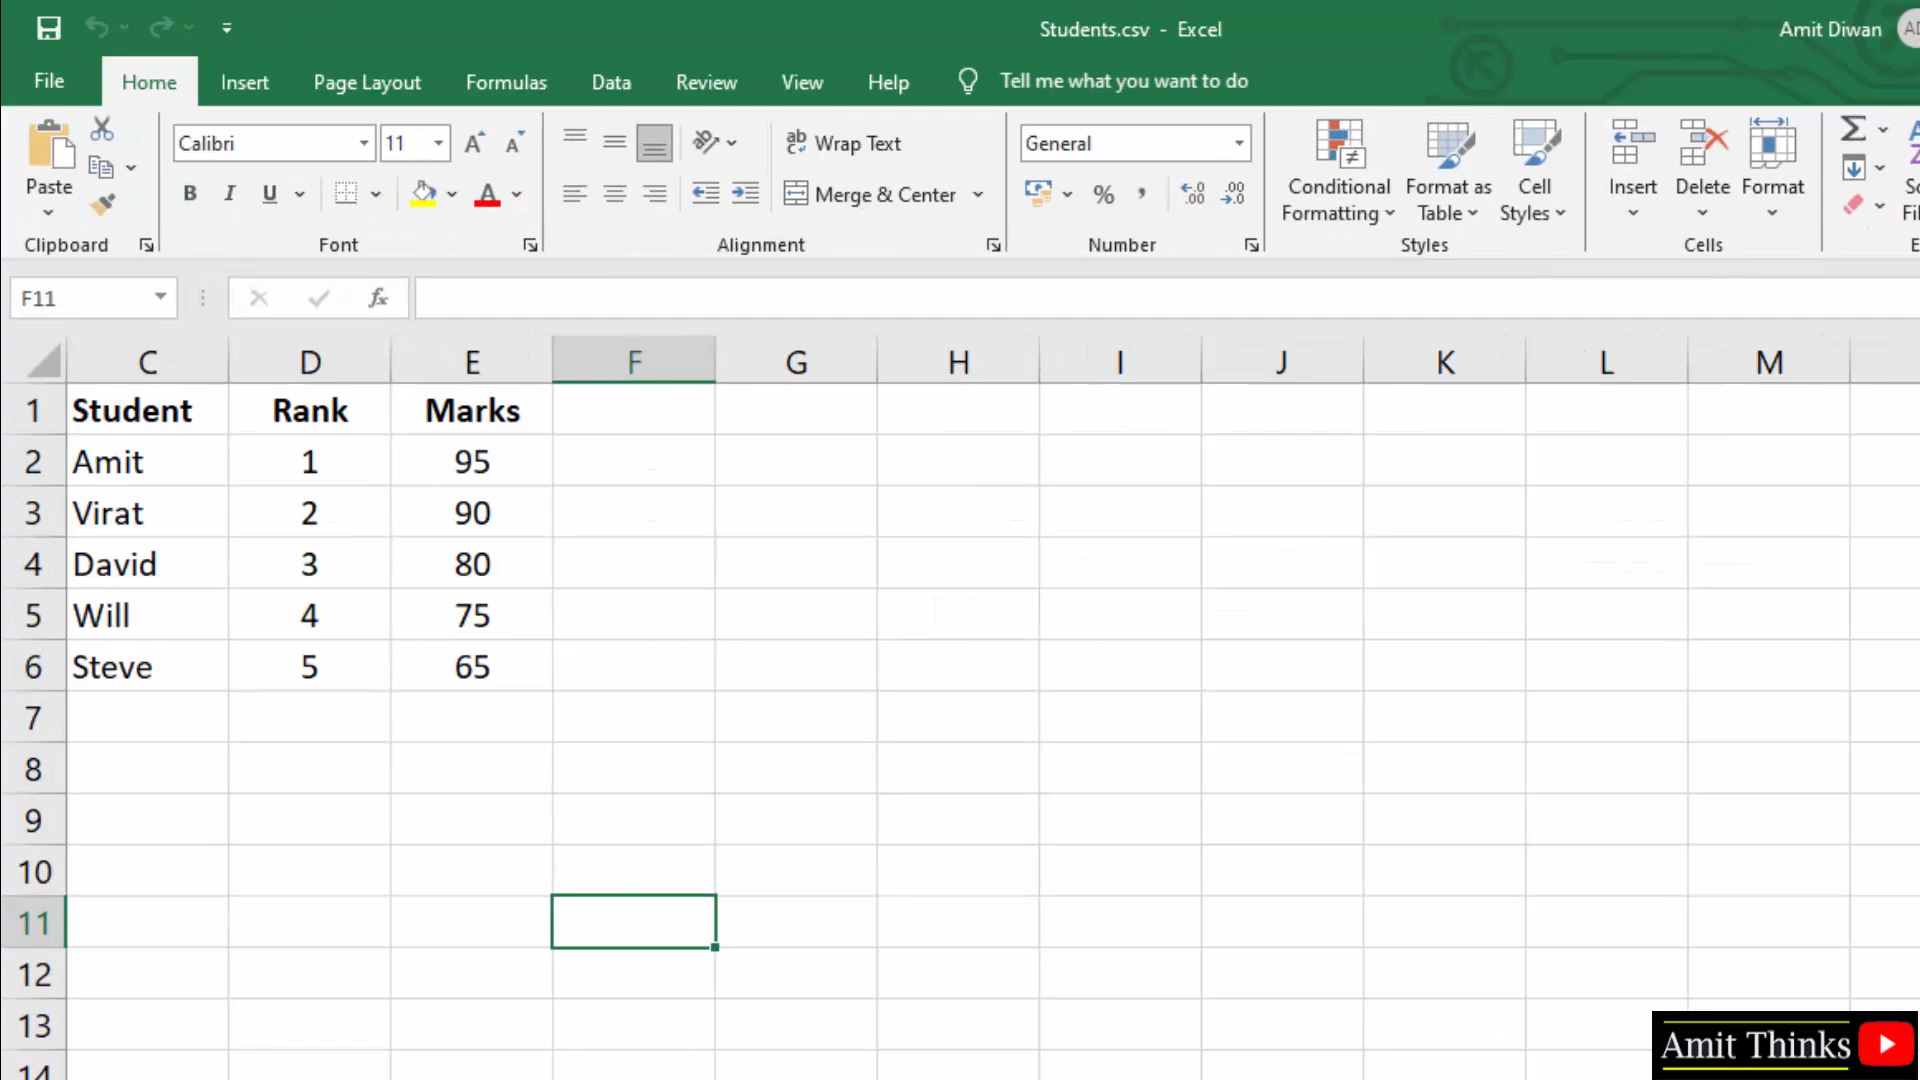 Students.csv - Excel
Amit Diwan
File Home Insert Page Layout Formulas Data Review View Help Tell me what you want to do
Calibri 11 Wrap Text General
Paste B I U Merge & Center % , Conditional Formatting Format as Table Cell Styles Insert Delete Format
Clipboard Font Alignment Number Styles Cells
F11 fx
C D E F G H I J K L M
1 Student Rank Marks
2 Amit 1 95
3 Virat 2 90
4 David 3 80
5 Will 4 75
6 Steve 5 65
7
8
9
10
11
12
13
14
Amit Thinks